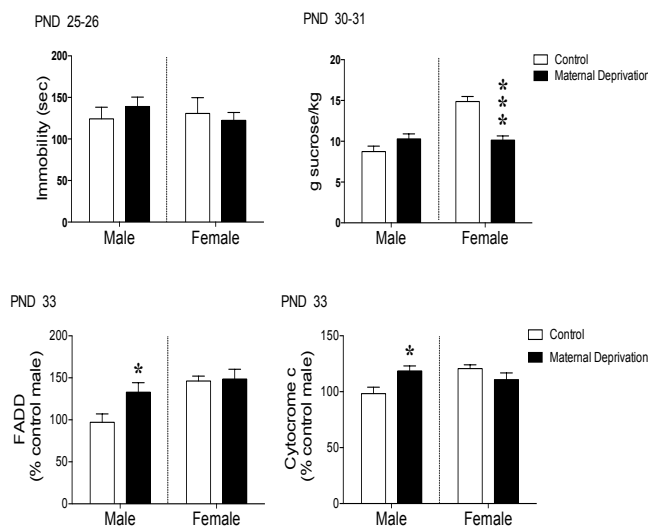 PND 25-26
Immobility (sec)
200
150
100
50
0
Male
Female
PND 30-31
g sucrose/kg
20
15
10
5
0
***
Male
Female
Control
Maternal Deprivation
PND 33
FADD
(% control male)
200
150
100
50
0
*
Male
Female
PND 33
Cytocrome c
(% control male)
150
100
50
0
*
Male
Female
Control
Maternal Deprivation